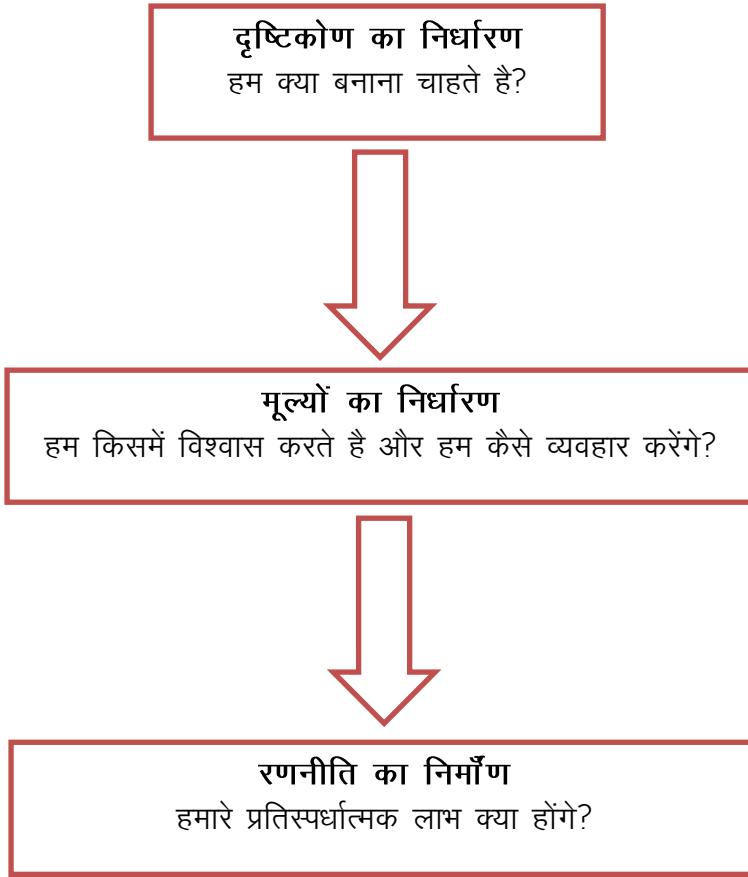 दृष्टिकोण का निर्धारण
हम क्या बनाना चाहते है?
मूल्यों का निर्धारण
हम किसमें विश्वास करते है और हम कैसे व्यवहार करेंगे?
रणनीति का निर्मांॅण
हमारे प्रतिस्पर्धात्मक लाभ क्या होंगे?